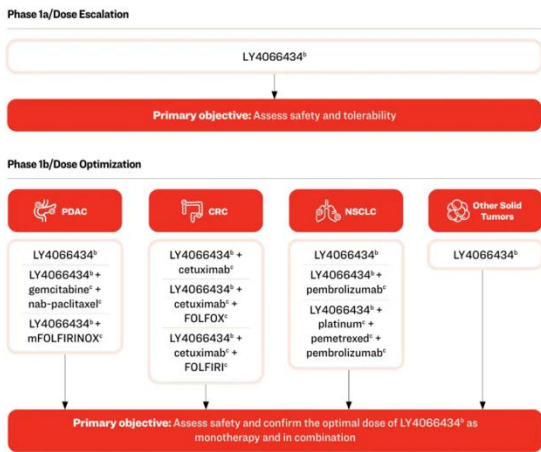 Phase 1a/Dose Escalation
LY4066434ᵇ
Primary objective: Assess safety and tolerability
Phase 1b/Dose Optimization
PDAC
LY4066434ᵇ
LY4066434ᵇ +
gemcitabineᶜ +
nab-paclitaxelᶜ
LY4066434ᵇ +
mFOLFIRINOXᶜ
CRC
LY4066434ᵇ +
cetuximabᶜ
LY4066434ᵇ +
cetuximabᶜ +
FOLFOXᶜ
LY4066434ᵇ +
cetuximabᶜ +
FOLFIRIᶜ
NSCLC
LY4066434ᵇ
LY4066434ᵇ +
pembrolizumabᶜ
LY4066434ᵇ +
platinumᶜ +
pemetrexedᶜ +
pembrolizumabᶜ
Other Solid
Tumors
LY4066434ᵇ
Primary objective: Assess safety and confirm the optimal dose of LY4066434ᵇ as
monotherapy and in combination